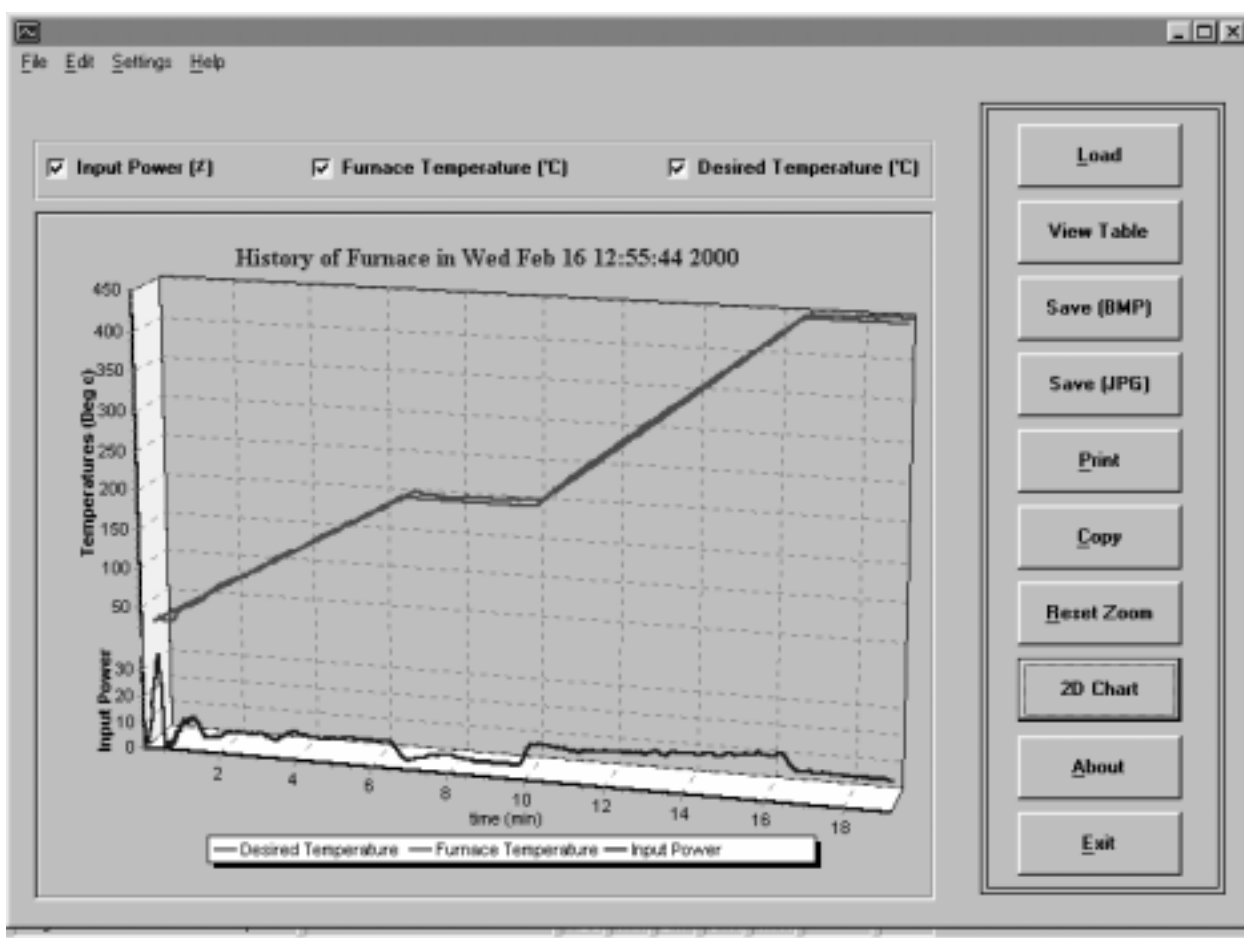 File Edit Settings Help
Input Power (%) Furnace Temperature (°C) Desired Temperature (°C)
History of Furnace in Wed Feb 16 12:55:44 2000
Temperatures (Deg c)
450
400
350
300
250
200
150
100
50
Input Power
30
20
10
0
2 4 6 8 10 12 14 16 18
time (min)
Desired Temperature Furnace Temperature Input Power
Load
View Table
Save (BMP)
Save (JPG)
Print
Copy
Reset Zoom
2D Chart
About
Exit